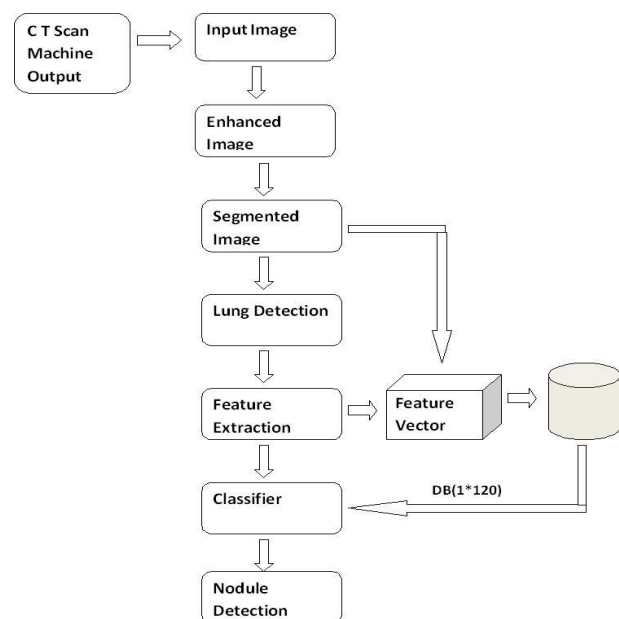 C T Scan
Machine
Output
Input Image
Enhanced
Image
Segmented
Image
Lung Detection
Feature
Extraction
Feature
Vector
Classifier
DB(1*120)
Nodule
Detection